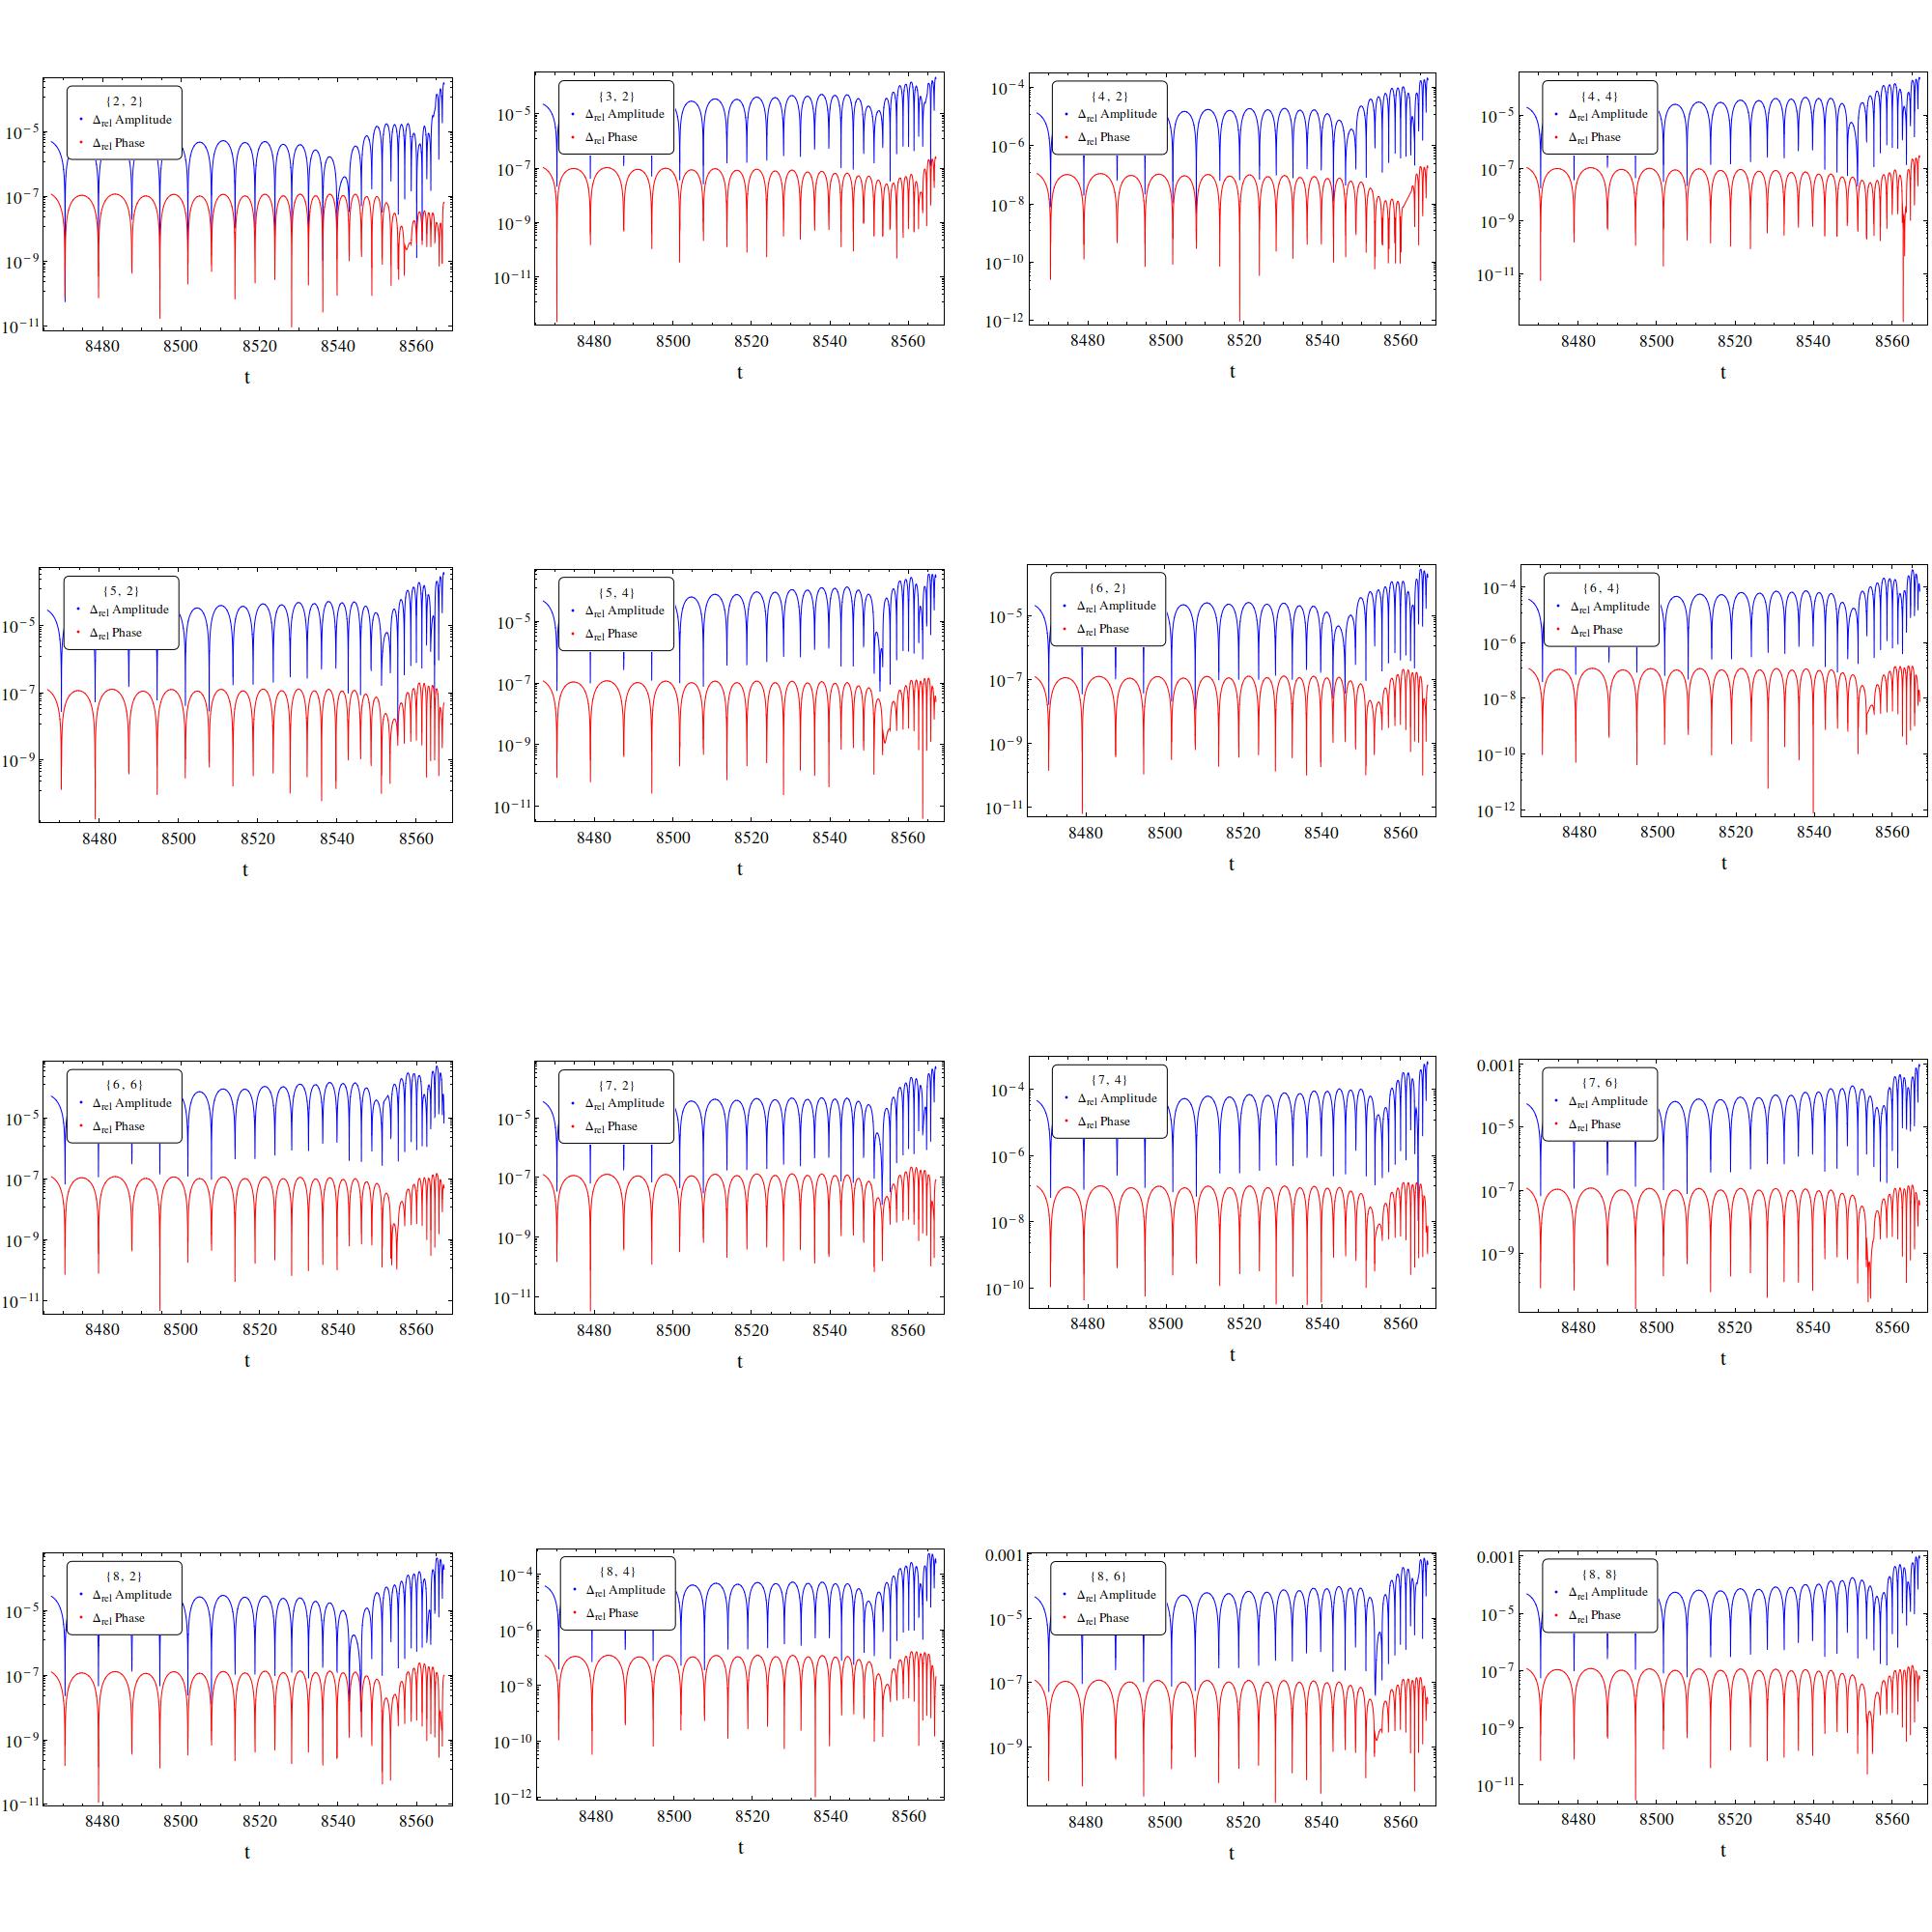 {2, 2}
Δrel Amplitude
Δrel Phase
10−5
10−7
10−9
10−11
8480 8500 8520 8540 8560
t
{3, 2}
Δrel Amplitude
Δrel Phase
10−5
10−7
10−9
10−11
8480 8500 8520 8540 8560
t
{4, 2}
Δrel Amplitude
Δrel Phase
10−4
10−6
10−8
10−10
10−12
8480 8500 8520 8540 8560
t
{4, 4}
Δrel Amplitude
Δrel Phase
10−5
10−7
10−9
10−11
8480 8500 8520 8540 8560
t
{5, 2}
Δrel Amplitude
Δrel Phase
10−5
10−7
10−9
8480 8500 8520 8540 8560
t
{5, 4}
Δrel Amplitude
Δrel Phase
10−5
10−7
10−9
10−11
8480 8500 8520 8540 8560
t
{6, 2}
Δrel Amplitude
Δrel Phase
10−5
10−7
10−9
10−11
8480 8500 8520 8540 8560
t
{6, 4}
Δrel Amplitude
Δrel Phase
10−4
10−6
10−8
10−10
10−12
8480 8500 8520 8540 8560
t
{6, 6}
Δrel Amplitude
Δrel Phase
10−5
10−7
10−9
10−11
8480 8500 8520 8540 8560
t
{7, 2}
Δrel Amplitude
Δrel Phase
10−5
10−7
10−9
10−11
8480 8500 8520 8540 8560
t
{7, 4}
Δrel Amplitude
Δrel Phase
10−4
10−6
10−8
10−10
8480 8500 8520 8540 8560
t
{7, 6}
Δrel Amplitude
Δrel Phase
0.001
10−5
10−7
10−9
8480 8500 8520 8540 8560
t
{8, 2}
Δrel Amplitude
Δrel Phase
10−5
10−7
10−9
10−11
8480 8500 8520 8540 8560
t
{8, 4}
Δrel Amplitude
Δrel Phase
10−4
10−6
10−8
10−10
10−12
8480 8500 8520 8540 8560
t
{8, 6}
Δrel Amplitude
Δrel Phase
0.001
10−5
10−7
10−9
8480 8500 8520 8540 8560
t
{8, 8}
Δrel Amplitude
Δrel Phase
0.001
10−5
10−7
10−9
10−11
8480 8500 8520 8540 8560
t